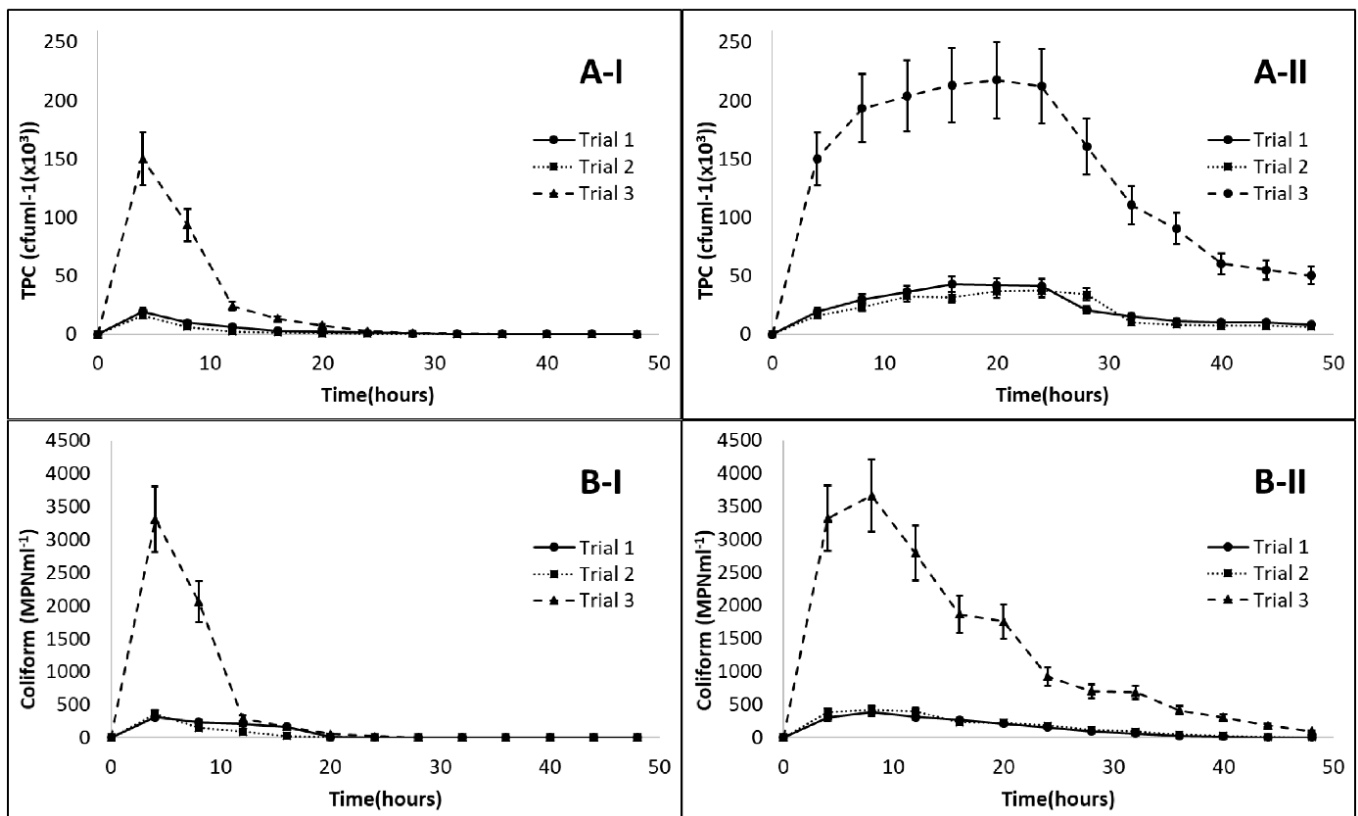 A-I
TPC (cfuml-1(x10³))
250
200
150
100
50
0
Trial 1
Trial 2
Trial 3
0 10 20 30 40 50
Time(hours)
A-II
TPC (cfuml-1(x10³))
250
200
150
100
50
0
Trial 1
Trial 2
Trial 3
0 10 20 30 40 50
Time(hours)
B-I
Coliform (MPNml⁻¹)
4500
4000
3500
3000
2500
2000
1500
1000
500
0
Trial 1
Trial 2
Trial 3
0 10 20 30 40 50
Time(hours)
B-II
Coliform (MPNml⁻¹)
4500
4000
3500
3000
2500
2000
1500
1000
500
0
Trial 1
Trial 2
Trial 3
0 10 20 30 40 50
Time(hours)